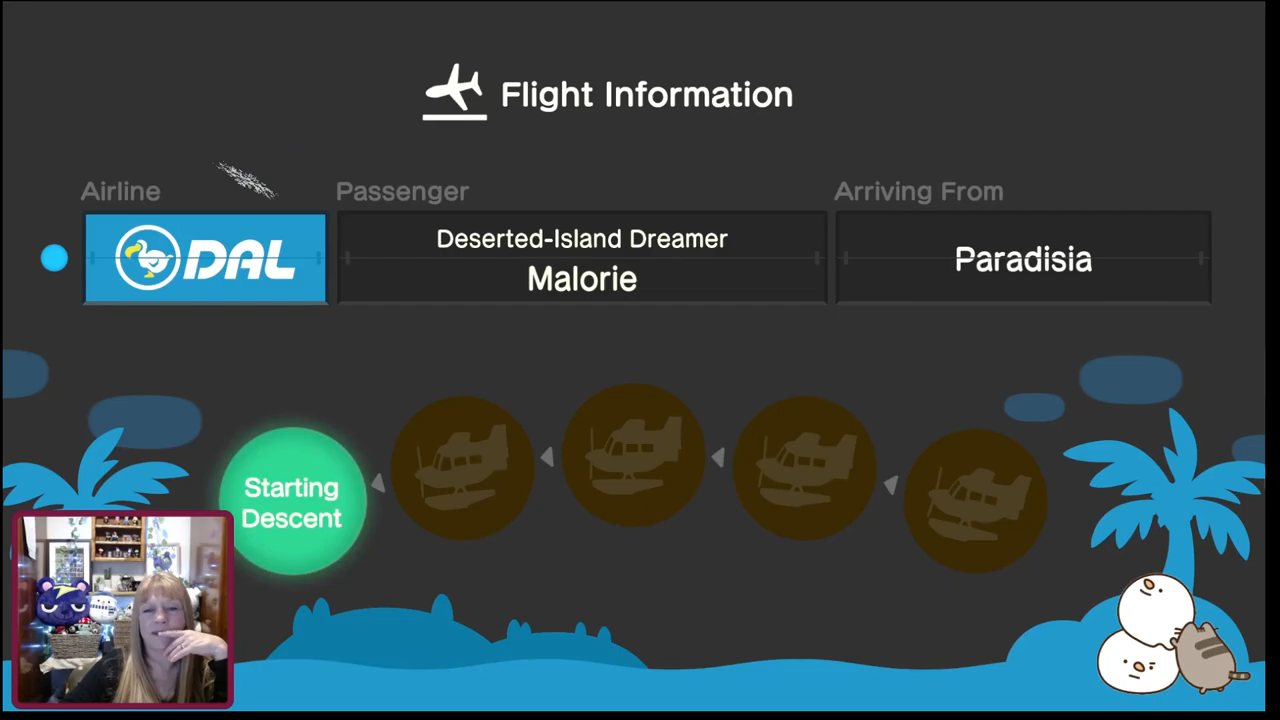 Flight Information
Airline
Passenger
Arriving From
DAL
Deserted-Island Dreamer
Malorie
Paradisia
Starting
Descent